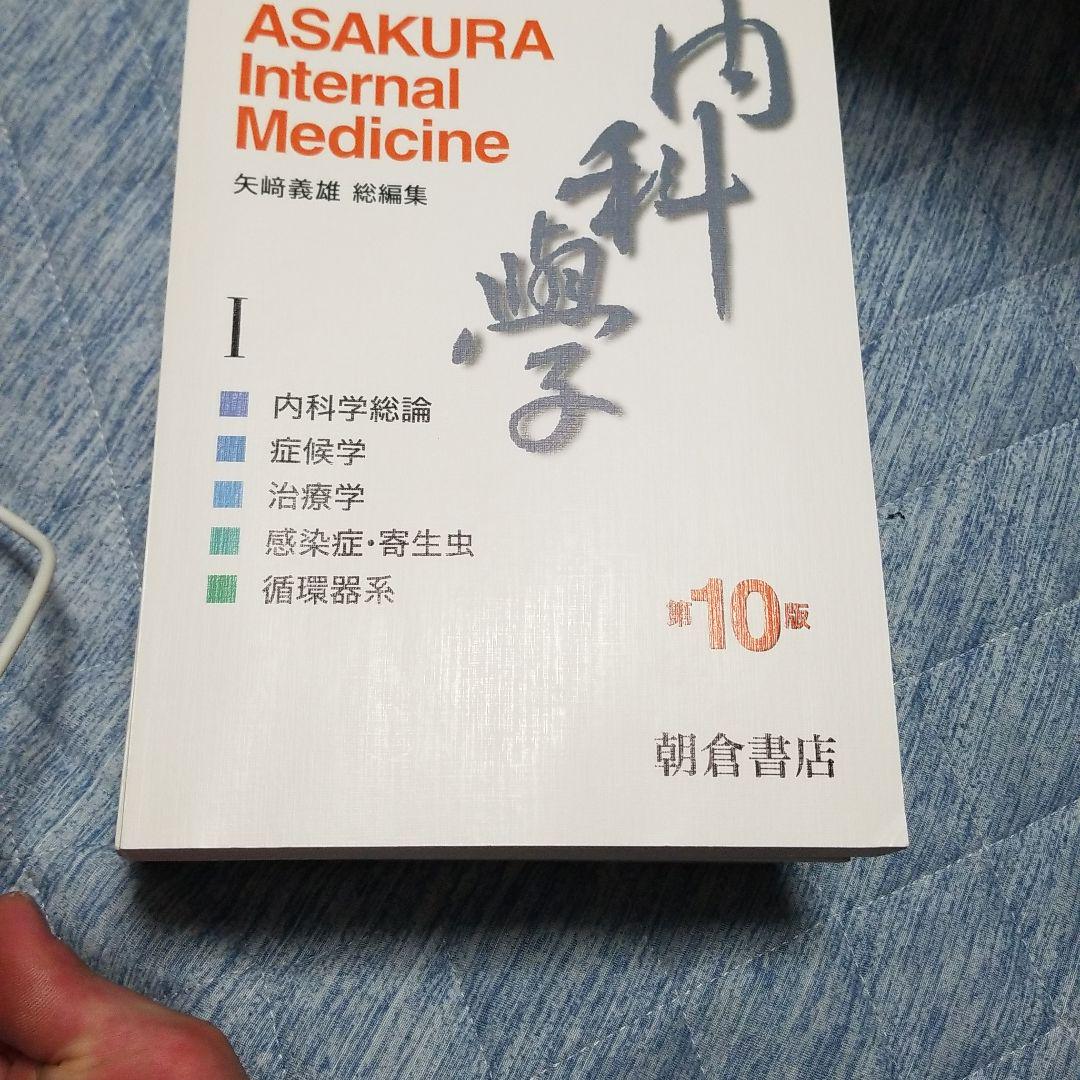 ASAKURA
Internal
Medicine
矢﨑義雄 総編集
内科學
I
内科学総論
症候学
治療学
感染症・寄生虫
循環器系
第10版
朝倉書店